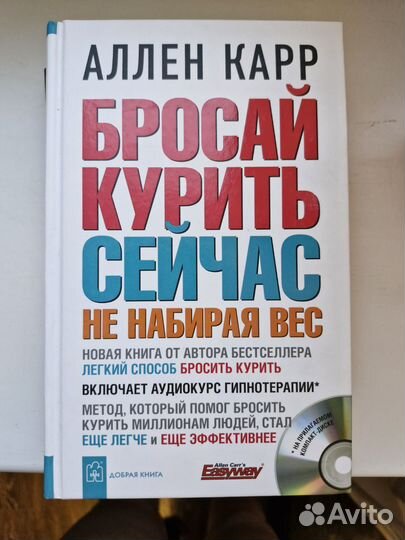 АЛЛЕН КАРР
БРОСАЙ
КУРИТЬ
СЕЙЧАС
НЕ НАБИРАЯ ВЕС
НОВАЯ КНИГА ОТ АВТОРА БЕСТСЕЛЛЕРА
ЛЕГКИЙ СПОСОБ БРОСИТЬ КУРИТЬ
ВКЛЮЧАЕТ АУДИОКУРС ГИПНОТЕРАПИИ*
МЕТОД, КОТОРЫЙ ПОМОГ БРОСИТЬ
КУРИТЬ МИЛЛИОНАМ ЛЮДЕЙ, СТАЛ
ЕЩЕ ЛЕГЧЕ и ЕЩЕ ЭФФЕКТИВНЕЕ
* НА ПРИЛАГАЕМОМ
КОМПАКТ-ДИСКЕ
ДОБРАЯ КНИГА
Allen Carr's
Easyway
Avito